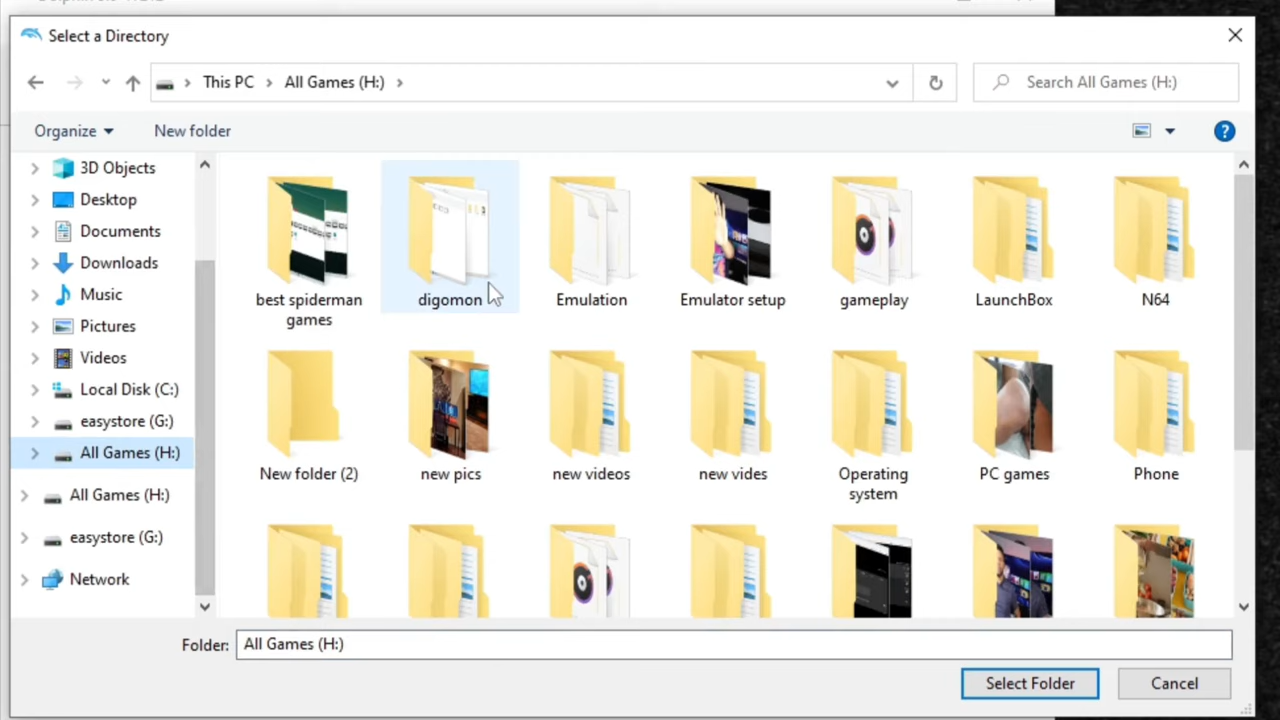 Select a Directory
This PC
All Games (H:)
Search All Games (H:)
Organize
New folder
?
3D Objects
Desktop
Documents
Downloads
Music
Pictures
Videos
Local Disk (C:)
easystore (G:)
All Games (H:)
All Games (H:)
easystore (G:)
Network
best spiderman
games
digomon
Emulation
Emulator setup
gameplay
LaunchBox
N64
New folder (2)
new pics
new videos
new vides
Operating
system
PC games
Phone
Folder:
All Games (H:)
Select Folder
Cancel